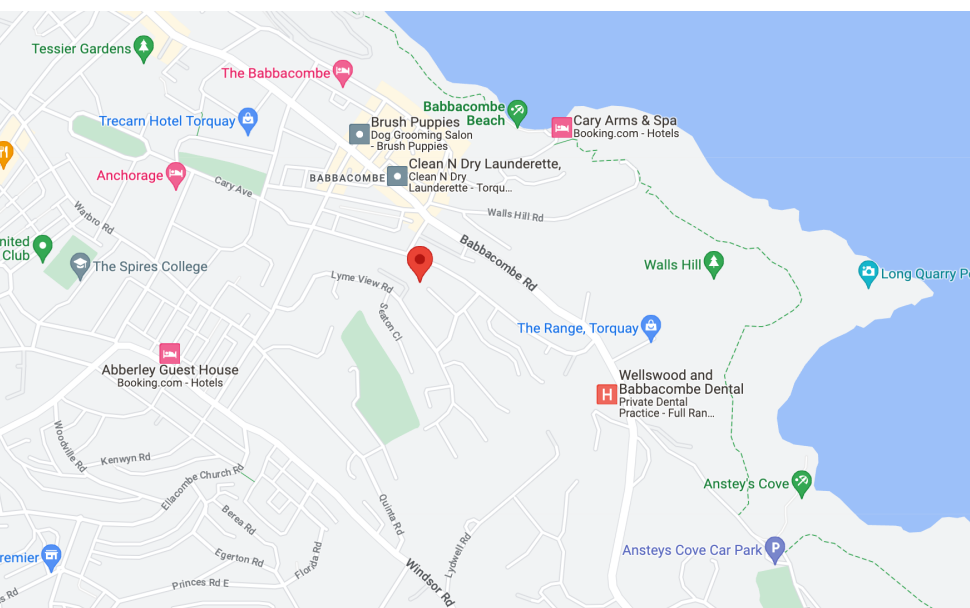 Tessier Gardens
The Babbacombe
Babbacombe
Beach
Trecarn Hotel Torquay
Brush Puppies
Dog Grooming Salon
- Brush Puppies
Cary Arms & Spa
Booking.com - Hotels
Clean N Dry Launderette,
Clean N Dry
Launderette - Torqu...
BABBACOMBE
Anchorage
Cary Ave
Warbro Rd
Walls Hill Rd
Babbacombe Rd
nited
Club
The Spires College
Lyme View Rd
Seaton Cl
Walls Hill
Long Quarry Po
The Range, Torquay
Abberley Guest House
Booking.com - Hotels
Wellswood and
Babbacombe Dental
Private Dental
Practice - Full Ran...
H
Woodville Rd
Kenwyn Rd
Ellacombe Church Rd
Berea Rd
Quinta Rd
Anstey's Cove
Egerton Rd
Florida Rd
Lydwell Rd
Ansteys Cove Car Park
P
remier
Princes Rd E
Windsor Rd
s Rd